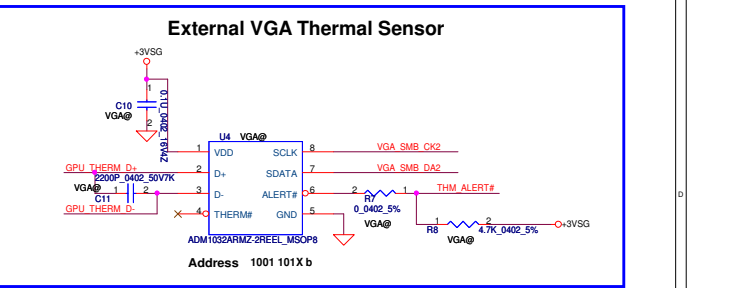 External VGA Thermal Sensor
+3VSG
1
C10
VGA@
2
0.1U_0402_16V4Z
U4 VGA@
1 VDD SCLK 8 VGA_SMB_CK2
GPU_THERM_D+ 2 D+ SDATA 7 VGA_SMB_DA2
2200P_0402_50V7K
VGA@ 1 2 3 D- ALERT# 6 2 1 THM_ALERT#
C11 R7
GPU_THERM_D- 0_0402_5%
4 THERM# GND 5 VGA@
1 2 +3VSG
R8 4.7K_0402_5%
VGA@
ADM1032ARMZ-2REEL_MSOP8
Address 1001 101X b
D